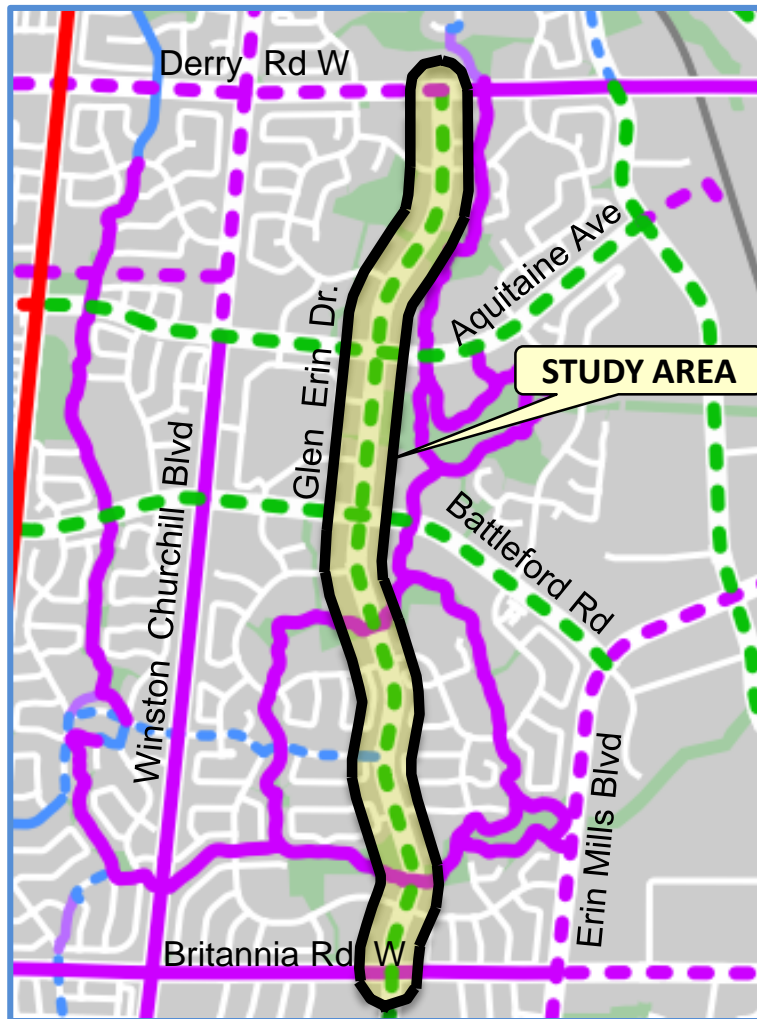 Derry Rd W
Aquitaine Ave
Glen Erin Dr.
STUDY AREA
Winston Churchill Blvd
Battleford Rd
Erin Mills Blvd
Britannia Rd W